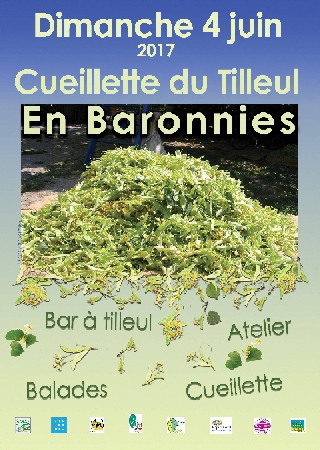 Dimanche 4 juin
2017
Cueillette du Tilleul
En Baronnies
Bar à tilleul
Atelier
Balades
Cueillette